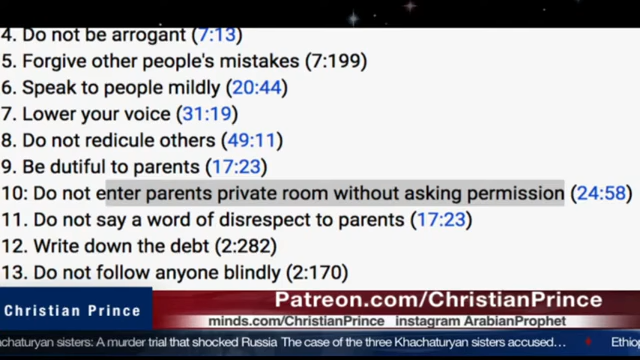 4. Do not be arrogant (7:13)
5. Forgive other people's mistakes (7:199)
6. Speak to people mildly (20:44)
7. Lower your voice (31:19)
8. Do not redicule others (49:11)
9. Be dutiful to parents (17:23)
10: Do not enter parents private room without asking permission (24:58)
11. Do not say a word of disrespect to parents (17:23)
12. Write down the debt (2:282)
13. Do not follow anyone blindly (2:170)
Christian Prince
Patreon.com/ChristianPrince
minds.com/ChristianPrince instagram ArabianProphet
achaturyan sisters: A murder trial that shocked Russia The case of the three Khachaturyan sisters accused... Ethiop